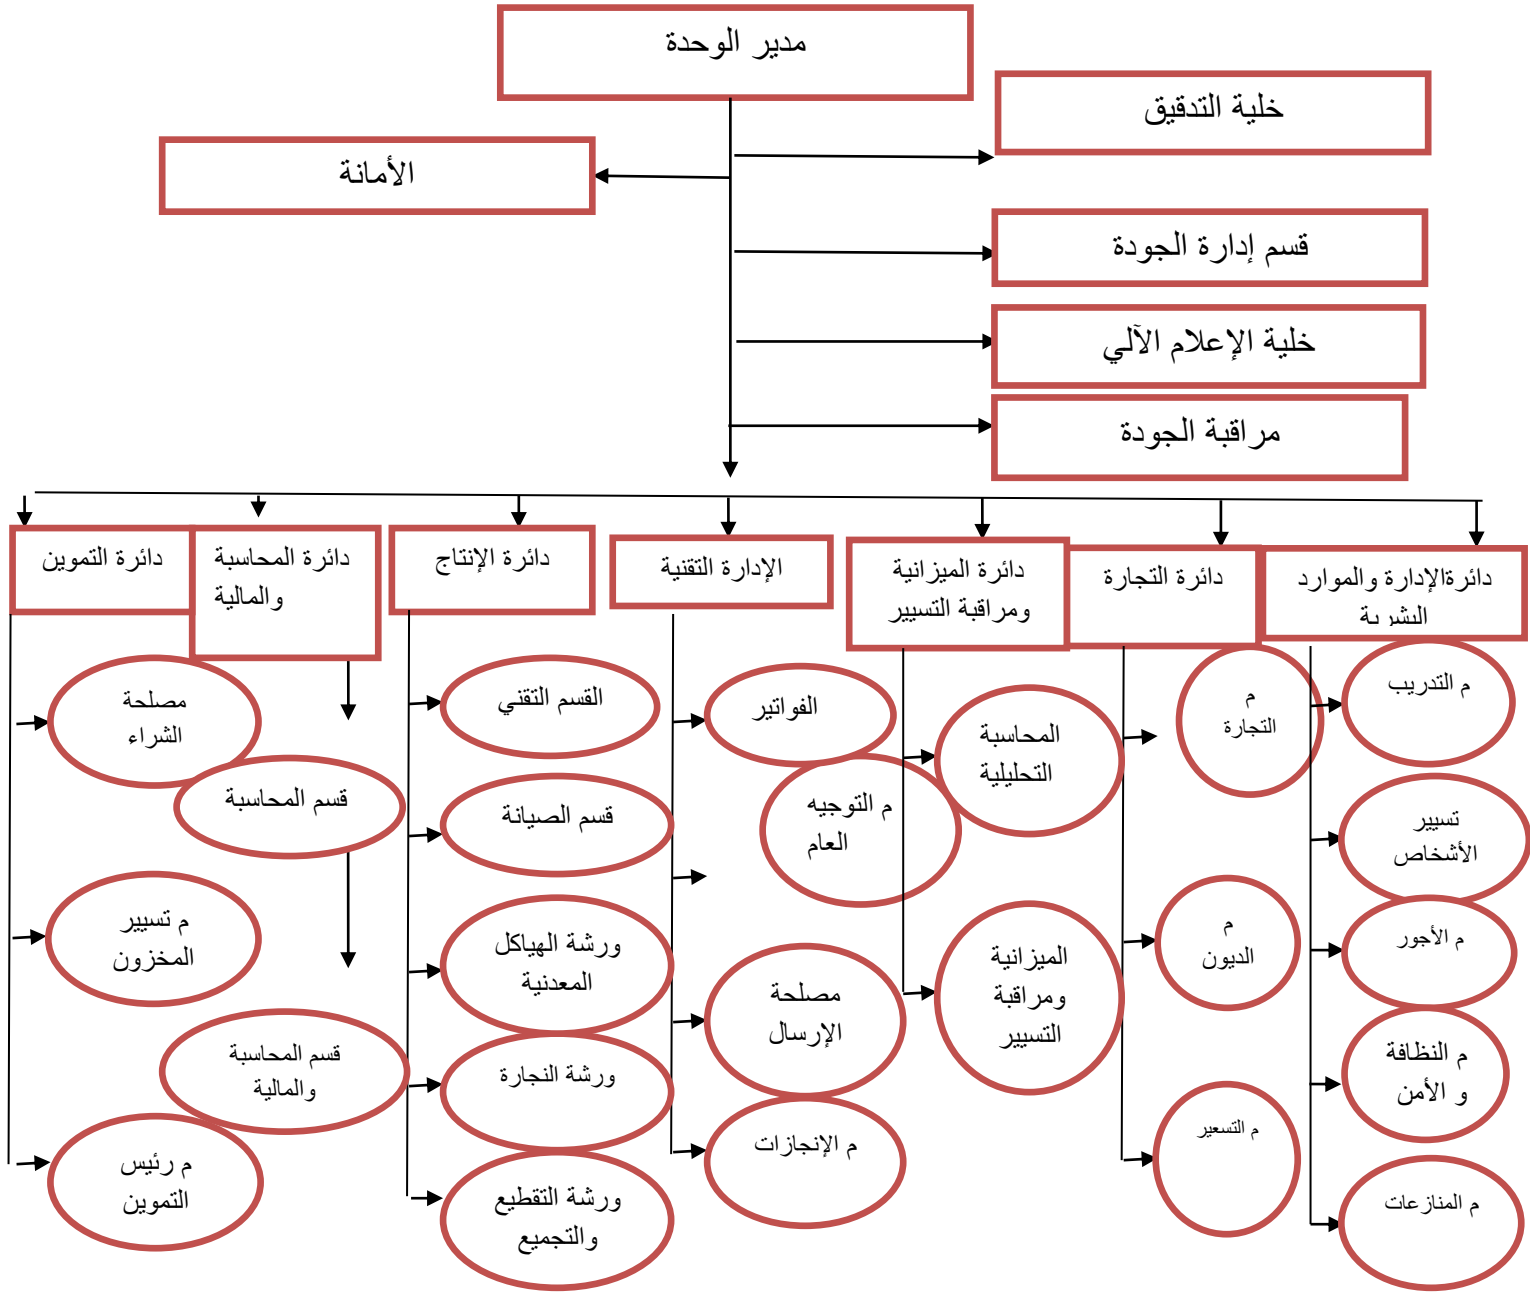 مدير الوحدة
خلية التدقيق
الأمانة
قسم إدارة الجودة
خلية الإعلام الآلي
مراقبة الجودة
دائرةالإدارة والموارد
البشرية
دائرة التجارة
دائرة الميزانية
ومراقبة التسيير
الإدارة التقنية
دائرة الإنتاج
دائرة المحاسبة
والمالية
دائرة التموين
م التدريب
تسيير
الأشخاص
م الأجور
م النظافة
و الأمن
م المنازعات
م
التجارة
م
الديون
م التسعير
المحاسبة
التحليلية
الميزانية
ومراقبة
التسيير
الفواتير
م التوجيه
العام
مصلحة
الإرسال
م الإنجازات
القسم التقني
قسم الصيانة
ورشة الهياكل
المعدنية
ورشة النجارة
ورشة التقطيع
والتجميع
قسم المحاسبة
قسم المحاسبة
والمالية
مصلحة
الشراء
م تسيير
المخزون
م رئيس
التموين